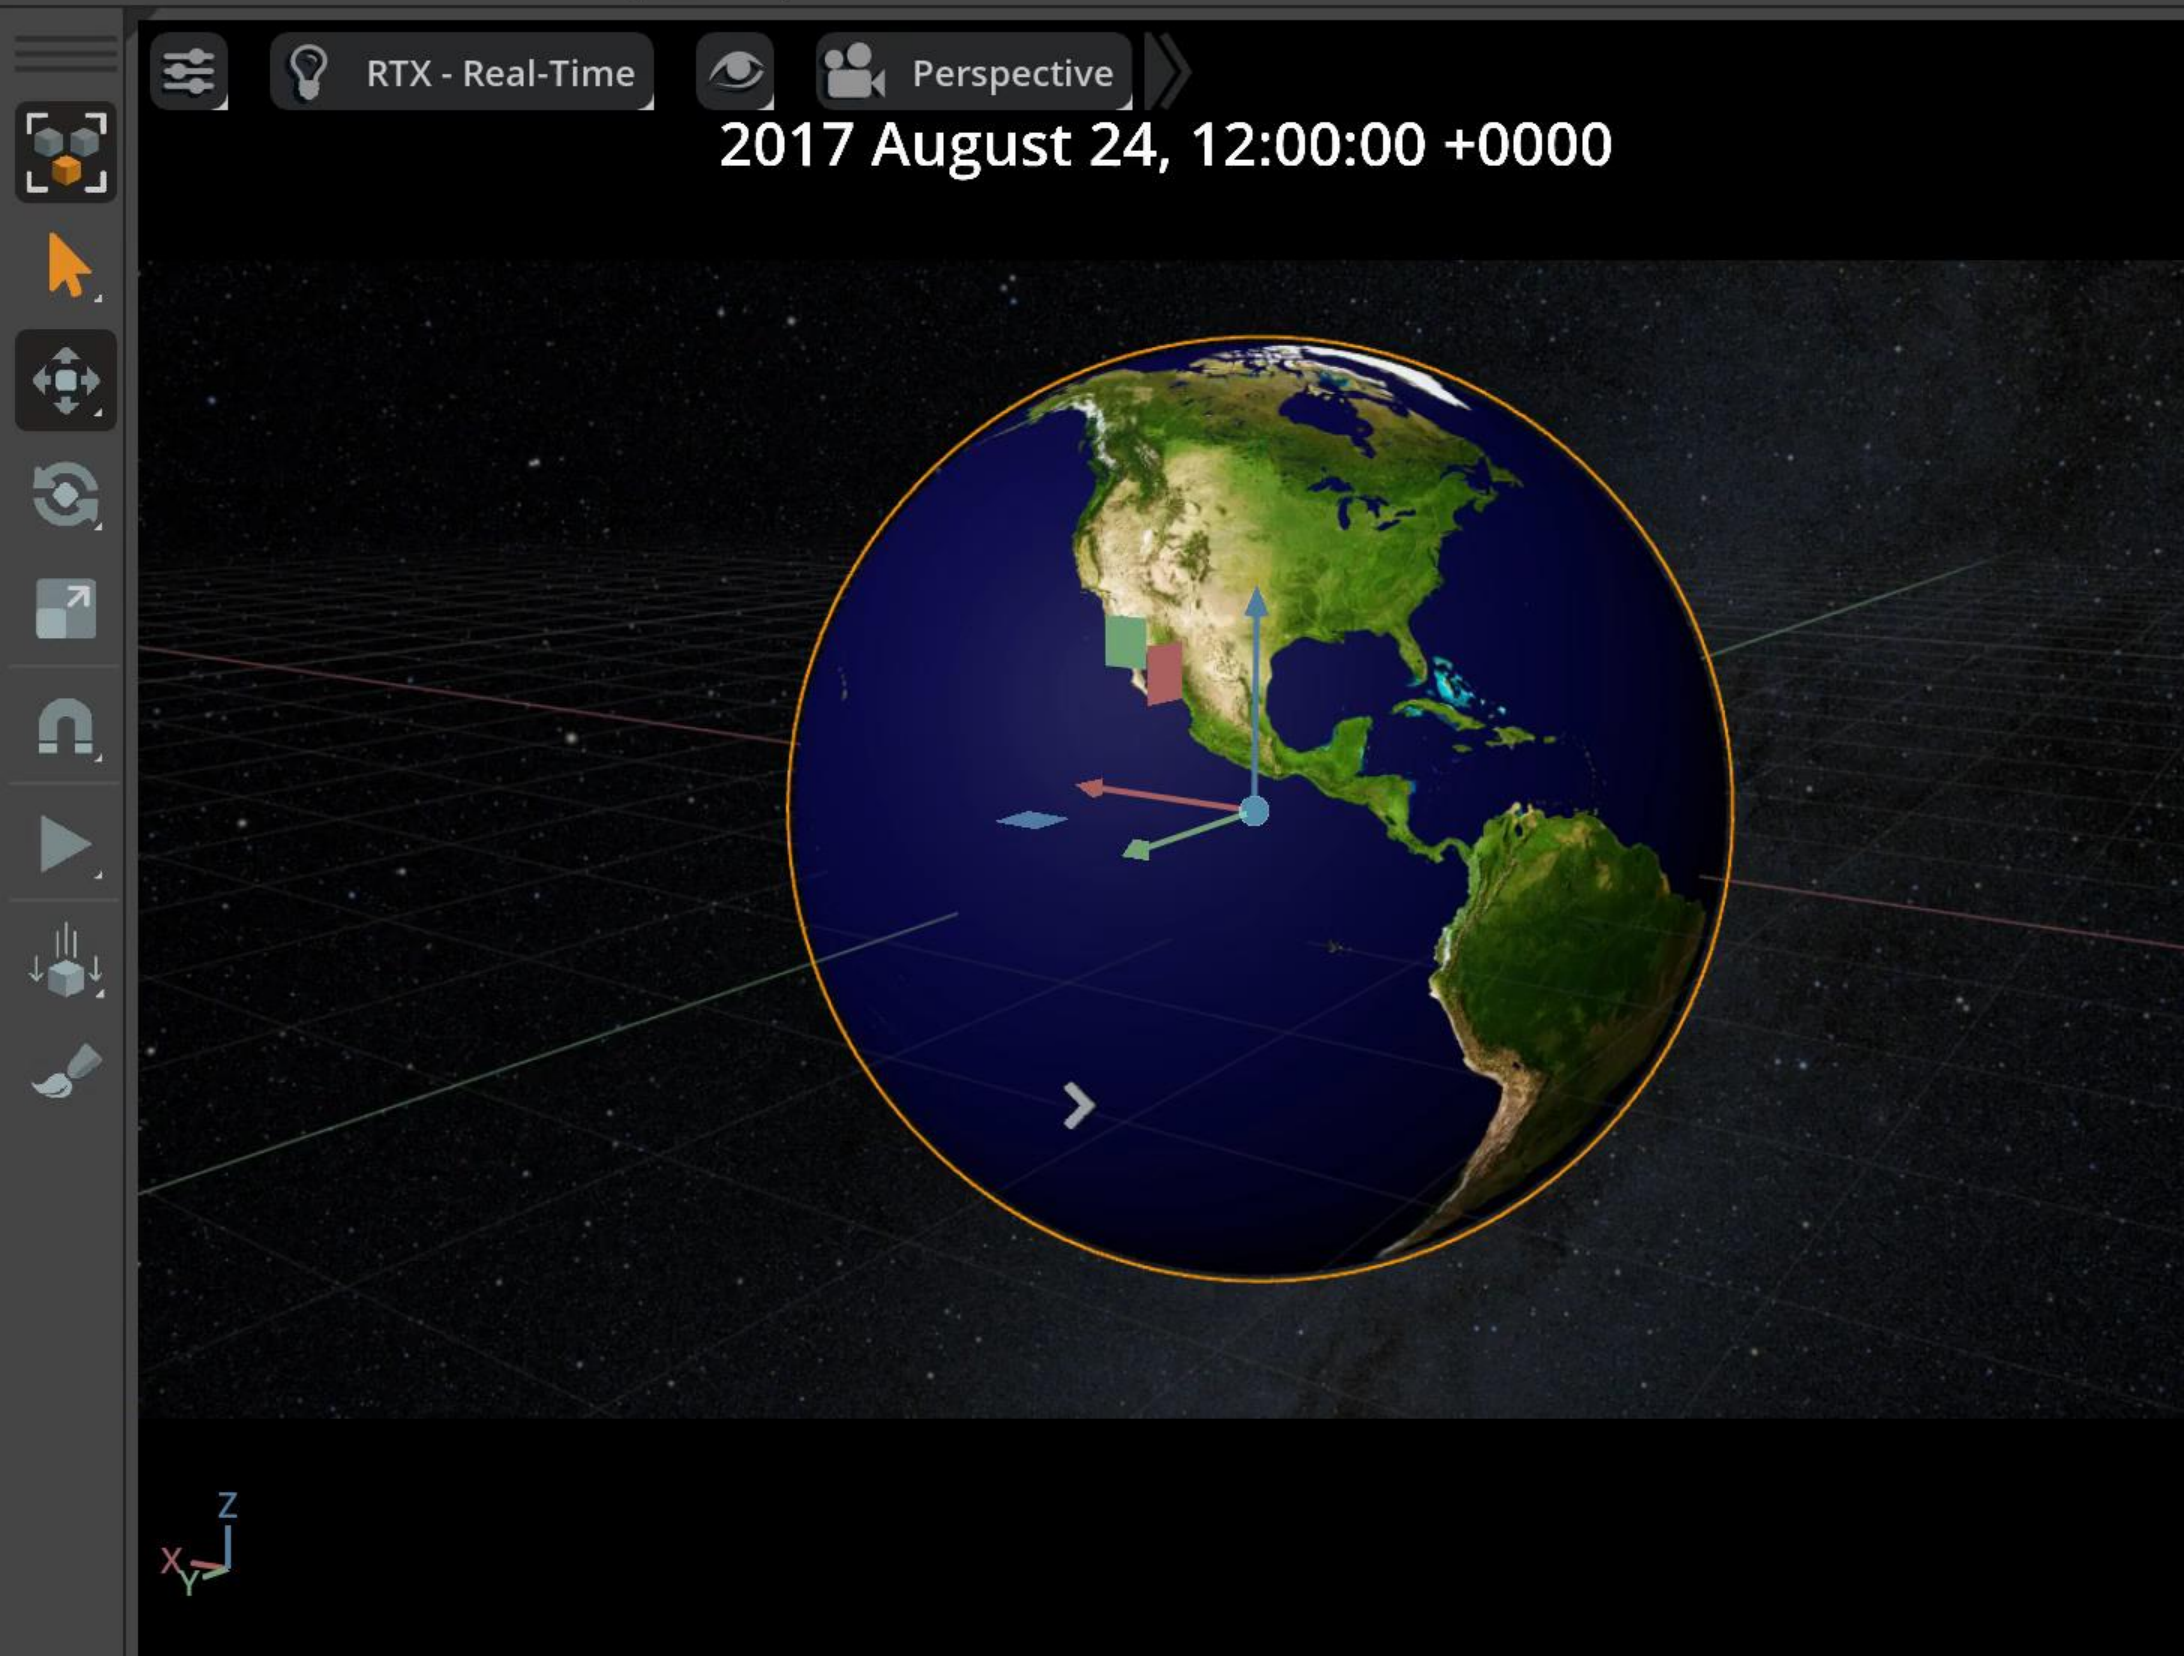 RTX - Real-Time
Perspective
2017 August 24, 12:00:00 +0000
Z
X
Y